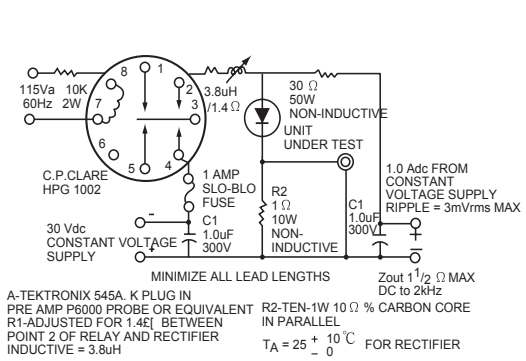 115Va
60Hz
10K
2W
8
1
2
7
3
6
5
4
3.8uH
/1.4 Ω
30 Ω
50W
NON-INDUCTIVE
UNIT
UNDER TEST
C.P.CLARE
HPG 1002
1 AMP
SLO-BLO
FUSE
R2
1 Ω
10W
NON-
INDUCTIVE
C1
1.0uF
300V
1.0 Adc FROM
CONSTANT
VOLTAGE SUPPLY
RIPPLE = 3mVrms MAX
+
−
30 Vdc
CONSTANT VOLTAGE
SUPPLY
-
+
C1
1.0uF
300V
MINIMIZE ALL LEAD LENGTHS
Zout 1 1/2 Ω MAX
DC to 2kHz
A-TEKTRONIX 545A. K PLUG IN
PRE AMP P6000 PROBE OR EQUIVALENT
R1-ADJUSTED FOR 1.4£[ BETWEEN
POINT 2 OF RELAY AND RECTIFIER
INDUCTIVE = 3.8uH
R2-TEN-1W 10 Ω % CARBON CORE
IN PARALLEL
TA = 25 + 10 °C FOR RECTIFIER
- 0